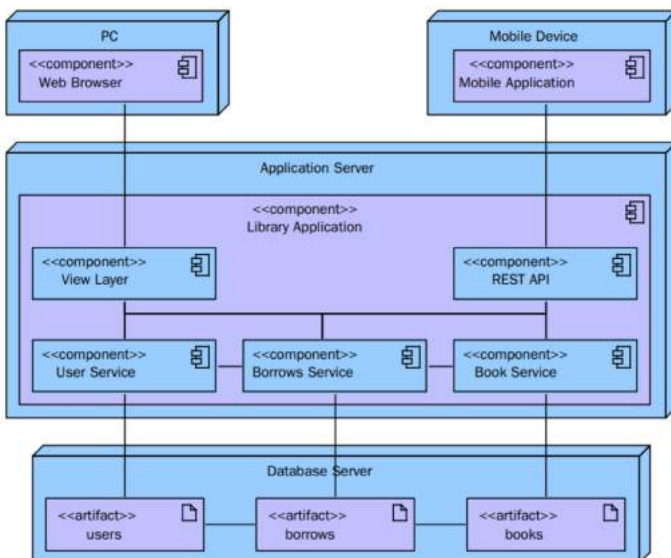 PC
<<component>>
Web Browser
Mobile Device
<<component>>
Mobile Application
Application Server
<<component>>
Library Application
<<component>>
View Layer
<<component>>
REST API
<<component>>
User Service
<<component>>
Borrows Service
<<component>>
Book Service
Database Server
<<artifact>>
users
<<artifact>>
borrows
<<artifact>>
books